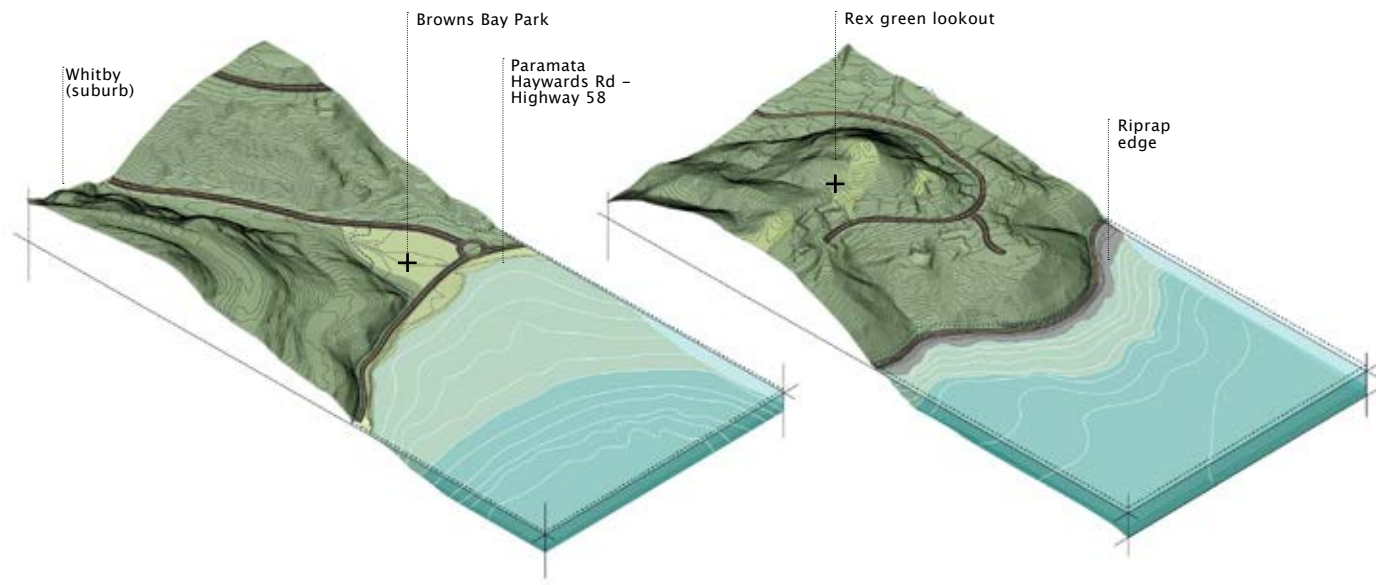 Whitby
(suburb)
Browns Bay Park
Paramata
Haywards Rd –
Highway 58
Rex green lookout
Riprap
edge